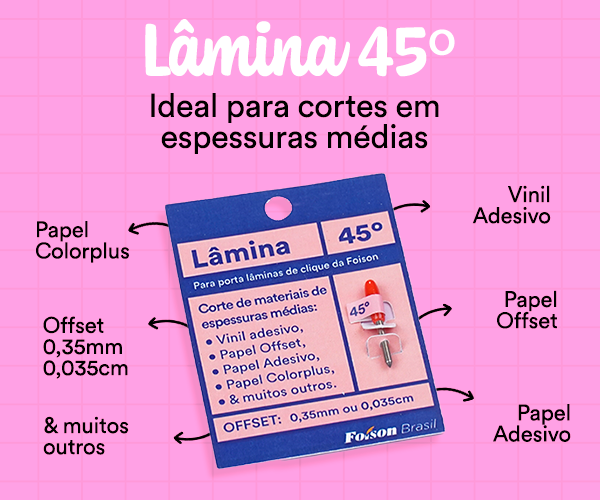 Lâmina 45º
Ideal para cortes em
espessuras médias
Papel
Colorplus
Offset
0,35mm
0,035cm
& muitos
outros
Lâmina 45º
Para porta lâminas de clique da Foison
Corte de materiais de
espessuras médias:
• Vinil adesivo,
• Papel Offset,
• Papel Adesivo,
• Papel Colorplus,
• & muitos outros.
45º
OFFSET: 0,35mm ou 0,035cm
Foison Brasil
Vinil
Adesivo
Papel
Offset
Papel
Adesivo